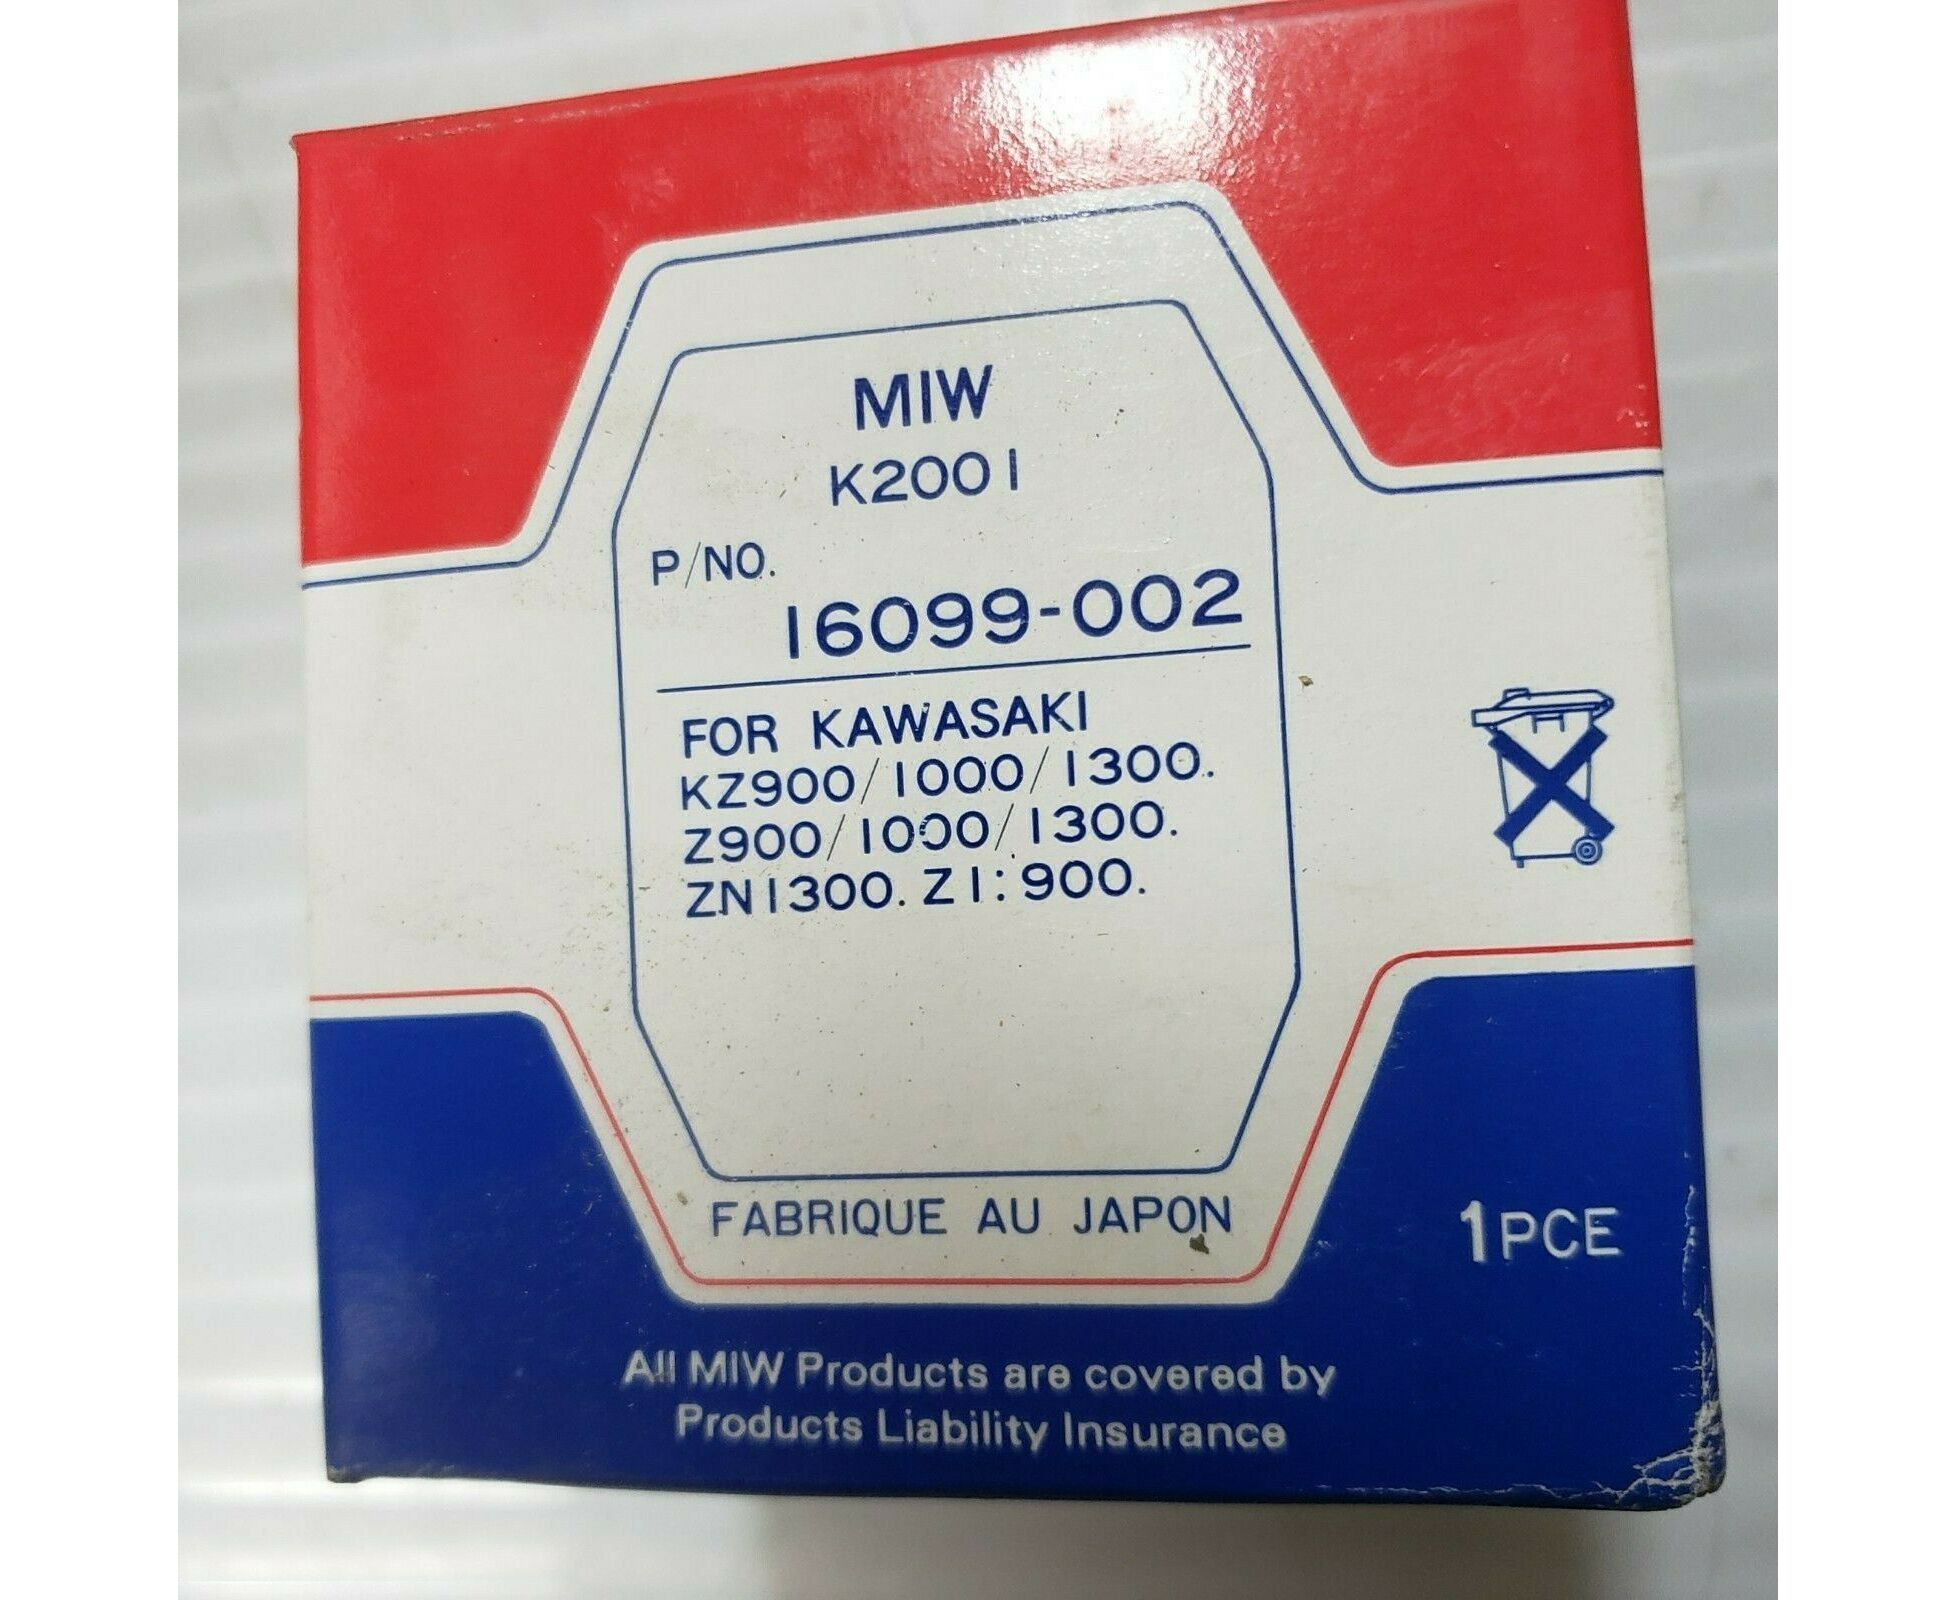 MIW
K2001
P/NO.
16099-002
FOR KAWASAKI
KZ900/1000/1300.
Z900/1000/1300.
ZN1300. Z1:900.
FABRIQUE AU JAPON
1PCE
All MIW Products are covered by
Products Liability Insurance